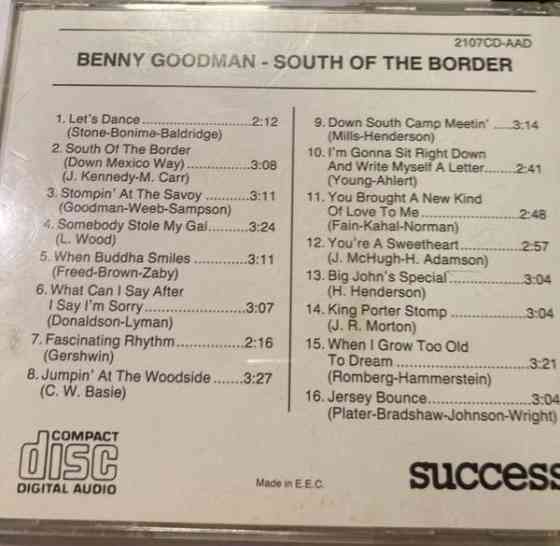 2107CD-AAD
BENNY GOODMAN - SOUTH OF THE BORDER
1. Let's Dance ..............................2:12
(Stone-Bonime-Baldridge)
2. South Of The Border
(Down Mexico Way) .................3:08
(J. Kennedy-M. Carr)
3. Stompin' At The Savoy ............3:11
(Goodman-Weeb-Sampson)
4. Somebody Stole My Gal..........3:24
(L. Wood)
5. When Buddha Smiles ..............3:11
(Freed-Brown-Zaby)
6. What Can I Say After
I Say I'm Sorry..........................3:07
(Donaldson-Lyman)
7. Fascinating Rhythm.................2:16
(Gershwin)
8. Jumpin' At The Woodside .......3:27
(C. W. Basie)
9. Down South Camp Meetin' .....3:14
(Mills-Henderson)
10. I'm Gonna Sit Right Down
And Write Myself A Letter.......2:41
(Young-Ahlert)
11. You Brought A New Kind
Of Love To Me ........................2:48
(Fain-Kahal-Norman)
12. You're A Sweetheart...............2:57
(J. McHugh-H. Adamson)
13. Big John's Special..................3:04
(H. Henderson)
14. King Porter Stomp ..................3:04
(J. R. Morton)
15. When I Grow Too Old
To Dream ...............................3:21
(Romberg-Hammerstein)
16. Jersey Bounce........................3:04
(Plater-Bradshaw-Johnson-Wright)
COMPACT
disc
DIGITAL AUDIO
Made in E.E.C.
success